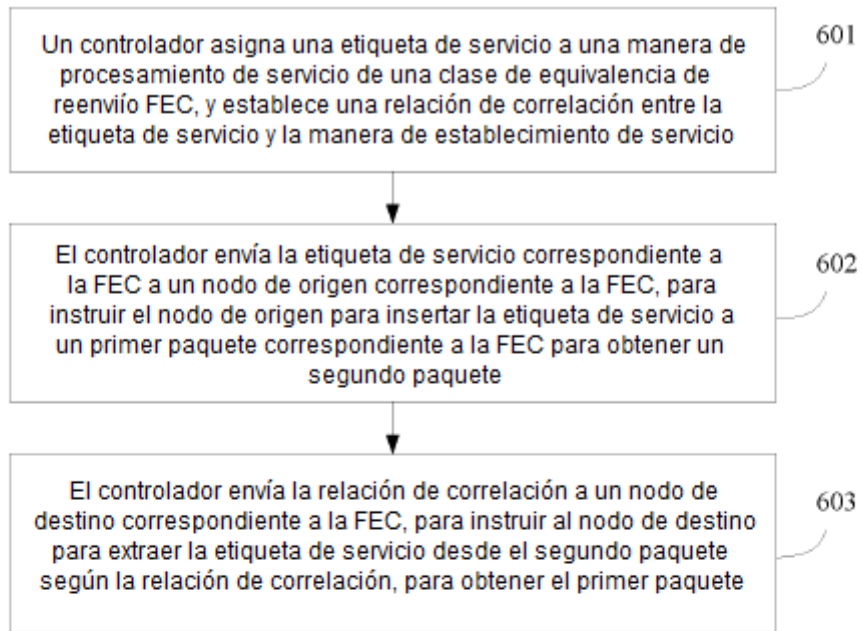 Un controlador asigna una etiqueta de servicio a una manera de
procesamiento de servicio de una clase de equivalencia de
reenviío FEC, y establece una relación de correlación entre la
etiqueta de servicio y la manera de establecimiento de servicio
601
El controlador envía la etiqueta de servicio correspondiente a
la FEC a un nodo de origen correspondiente a la FEC, para
instruir el nodo de origen para insertar la etiqueta de servicio a
un primer paquete correspondiente a la FEC para obtener un
segundo paquete
602
El controlador envía la relación de correlación a un nodo de
destino correspondiente a la FEC, para instruir al nodo de destino
para extraer la etiqueta de servicio desde el segundo paquete
según la relación de correlación, para obtener el primer paquete
603